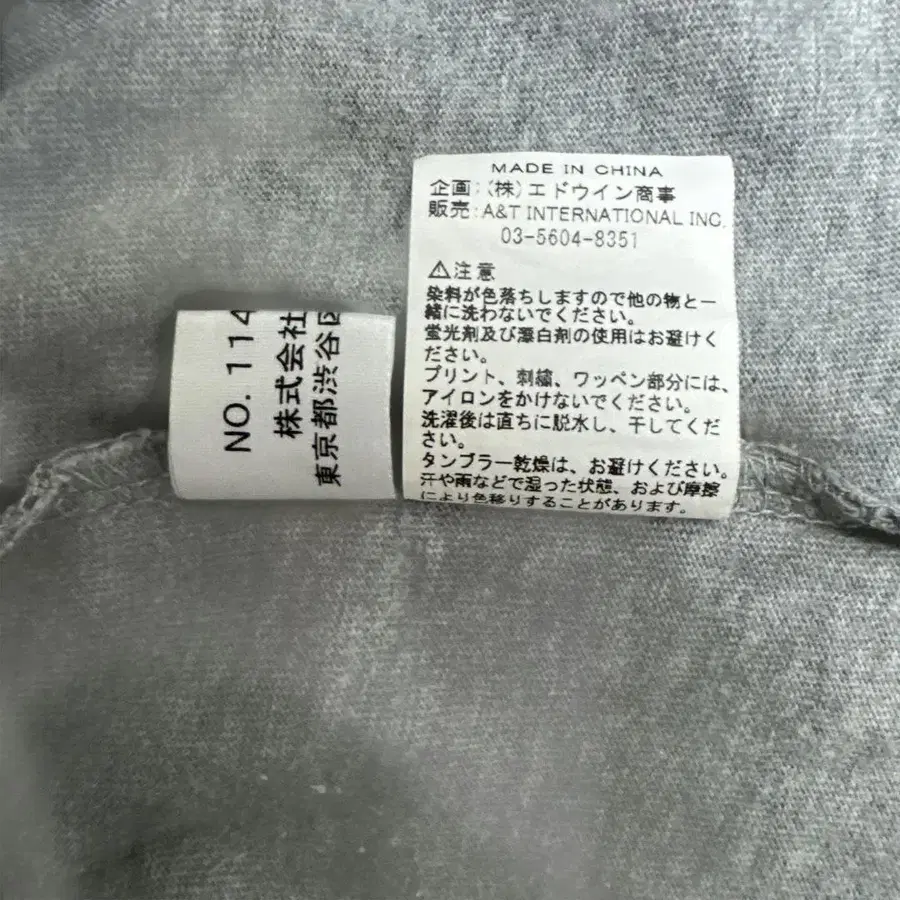 NO. 114
株式会社
東京都渋谷区
MADE IN CHINA
企画:(株)エドウイン商事
販売:A&T INTERNATIONAL INC.
03-5604-8351
⚠注意
染料が色落ちしますので他の物と一
緒に洗わないでください。
蛍光剤及び漂白剤の使用はお避けく
ださい。
プリント、刺繍、ワッペン部分には、
アイロンをかけないでください。
洗濯後は直ちに脱水し、干してくだ
さい。
タンブラー乾燥は、お避けください。
汗や雨などで湿った状態、および摩擦
により色移りすることがあります。